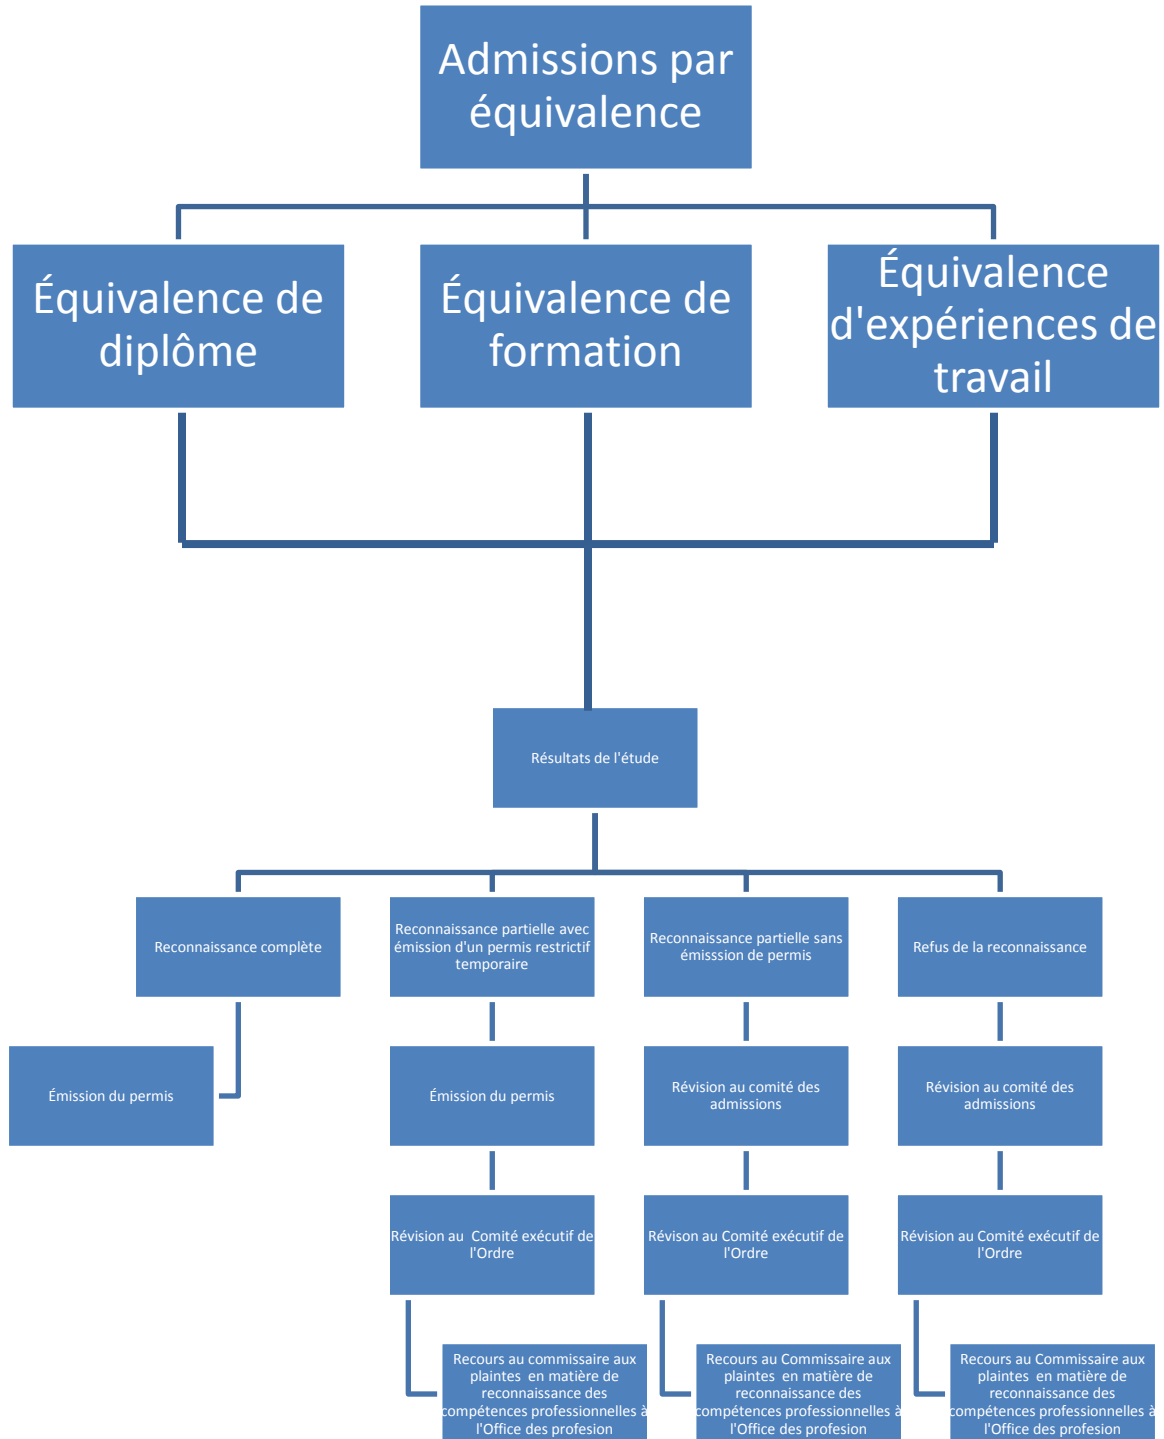 Admissions par
équivalence
Équivalence de
diplôme
Équivalence de
formation
Équivalence
d'expériences de
travail
Résultats de l'étude
Reconnaissance complète
Reconnaissance partielle avec
émission d'un permis restrictif
temporaire
Reconnaissance partielle sans
émisssion de permis
Refus de la reconnaissance
Émission du permis
Émission du permis
Révision au comité des
admissions
Révision au comité des
admissions
Révision au  Comité exécutif de
l'Ordre
Révison au Comité exécutif de
l'Ordre
Révision au Comité exécutif de
l'Ordre
Recours au commissaire aux
plaintes  en matière de
reconnaissance des
compétences professionnelles à
l'Office des profesion
Recours au Commissaire aux
plaintes  en matière de
reconnaissance des
compétences professionnelles à
l'Office des profesion
Recours au Commissaire aux
plaintes  en matière de
reconnaissance des
compétences professionnelles à
l'Office des profesion